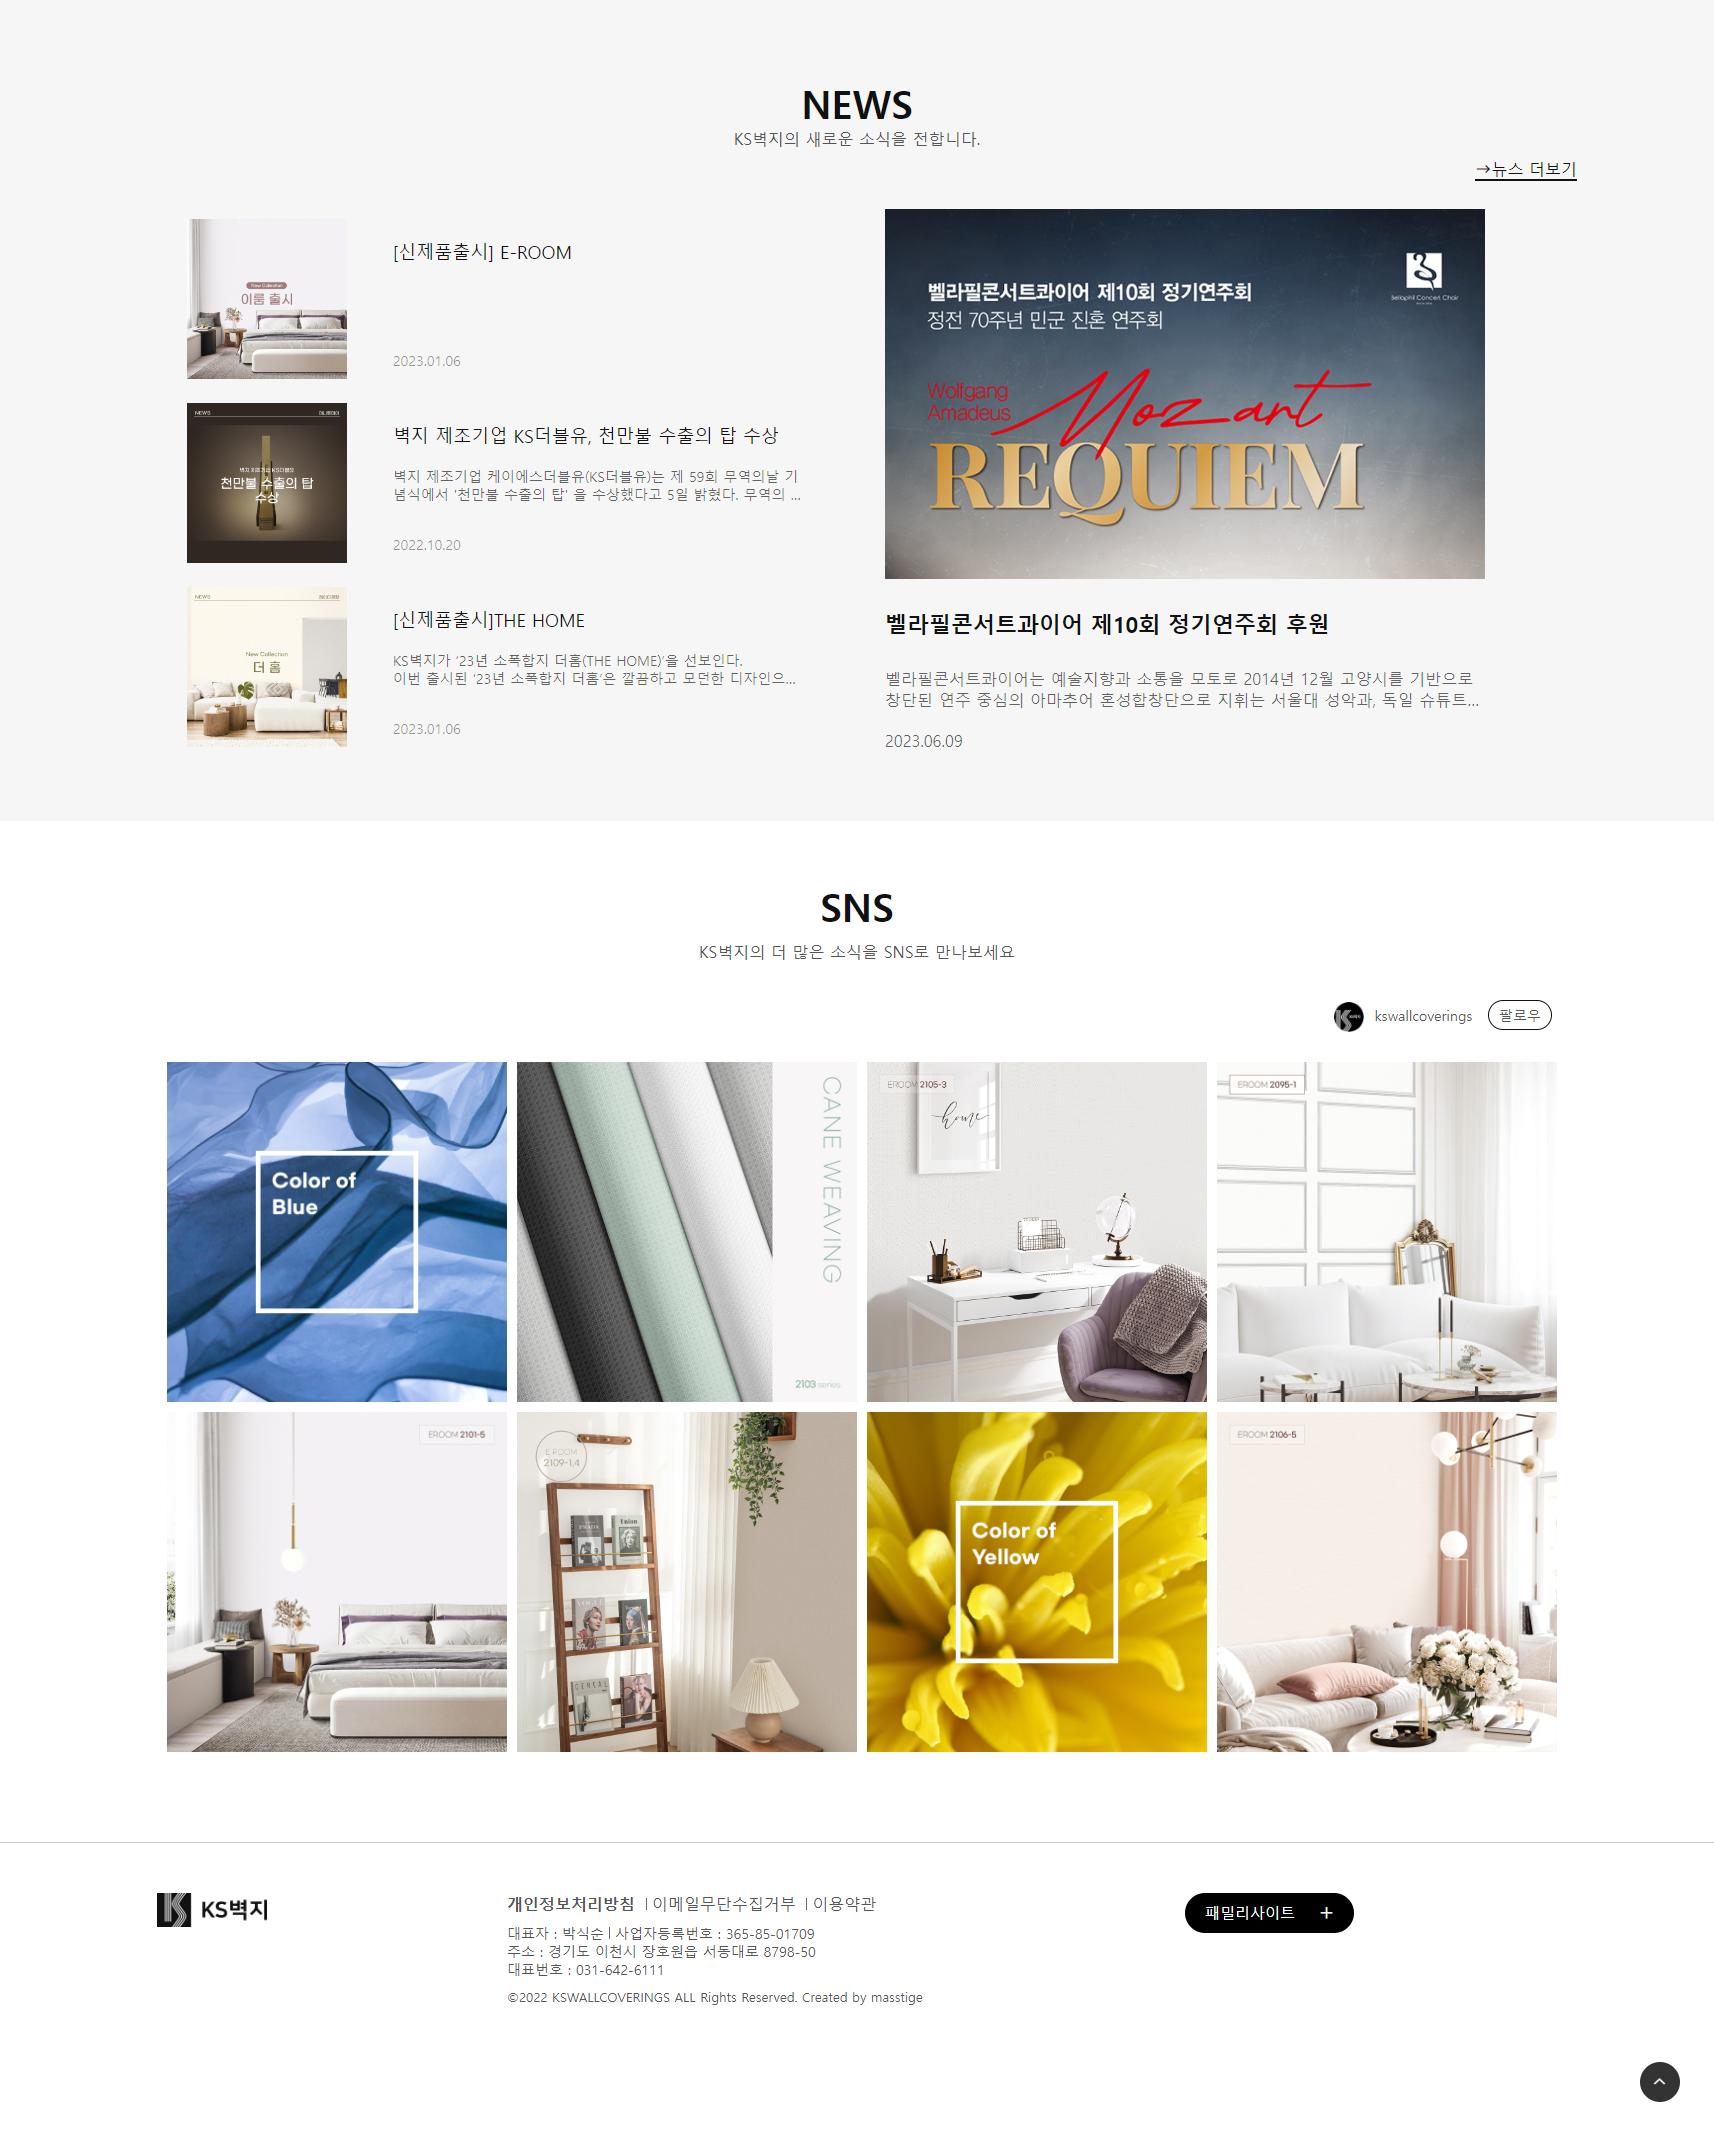 NEWS
KS벽지의 새로운 소식을 전합니다.
→뉴스 더보기
New Collection
이룸 출시
[신제품출시] E-ROOM
2023.01.06
NEWS
벽지 제조기업 KS더블유
천만불 수출의 탑
수상
벽지 제조기업 KS더블유, 천만불 수출의 탑 수상
벽지 제조기업 케이에스더블유(KS더블유)는 제 59회 무역의날 기
념식에서 '천만불 수출의 탑' 을 수상했다고 5일 밝혔다. 무역의 ...
2022.10.20
NEWS
New Collection
더 홈
[신제품출시]THE HOME
KS벽지가 ‘23년 소폭합지 더홈(THE HOME)’을 선보인다.
이번 출시된 ‘23년 소폭합지 더홈’은 깔끔하고 모던한 디자인으...
2023.01.06
벨라필콘서트콰이어 제10회 정기연주회
정전 70주년 민군 진혼 연주회
Bellaphil Concert Choir
Wolfgang
Amadeus
Mozart
REQUIEM
벨라필콘서트과이어 제10회 정기연주회 후원
벨라필콘서트콰이어는 예술지향과 소통을 모토로 2014년 12월 고양시를 기반으로
창단된 연주 중심의 아마추어 혼성합창단으로 지휘는 서울대 성악과, 독일 슈튜트...
2023.06.09
SNS
KS벽지의 더 많은 소식을 SNS로 만나보세요
kswallcoverings
팔로우
Color of
Blue
CANE WEAVING
2103 series
EROOM 2105-3
home
EROOM 2095-1
EROOM 2101-5
E ROOM
2109-1,4
PRADA
Union
VOGUE
CEREAL
Color of
Yellow
EROOM 2106-5
KS벽지
개인정보처리방침 | 이메일무단수집거부 | 이용약관
대표자 : 박식순 | 사업자등록번호 : 365-85-01709
주소 : 경기도 이천시 장호원읍 서동대로 8798-50
대표번호 : 031-642-6111
©2022 KSWALLCOVERINGS ALL Rights Reserved. Created by masstige
패밀리사이트 +